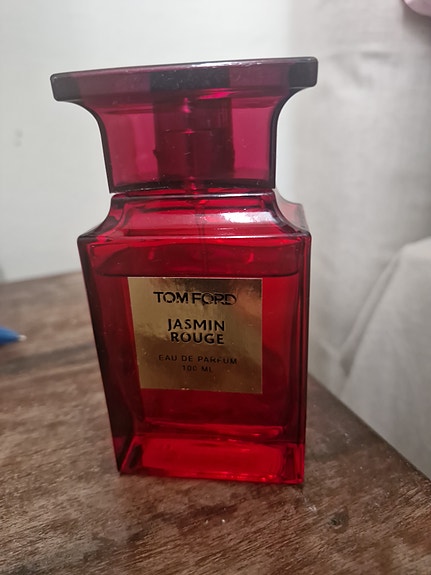 TOM FORD
JASMIN
ROUGE
EAU DE PARFUM
100 ML